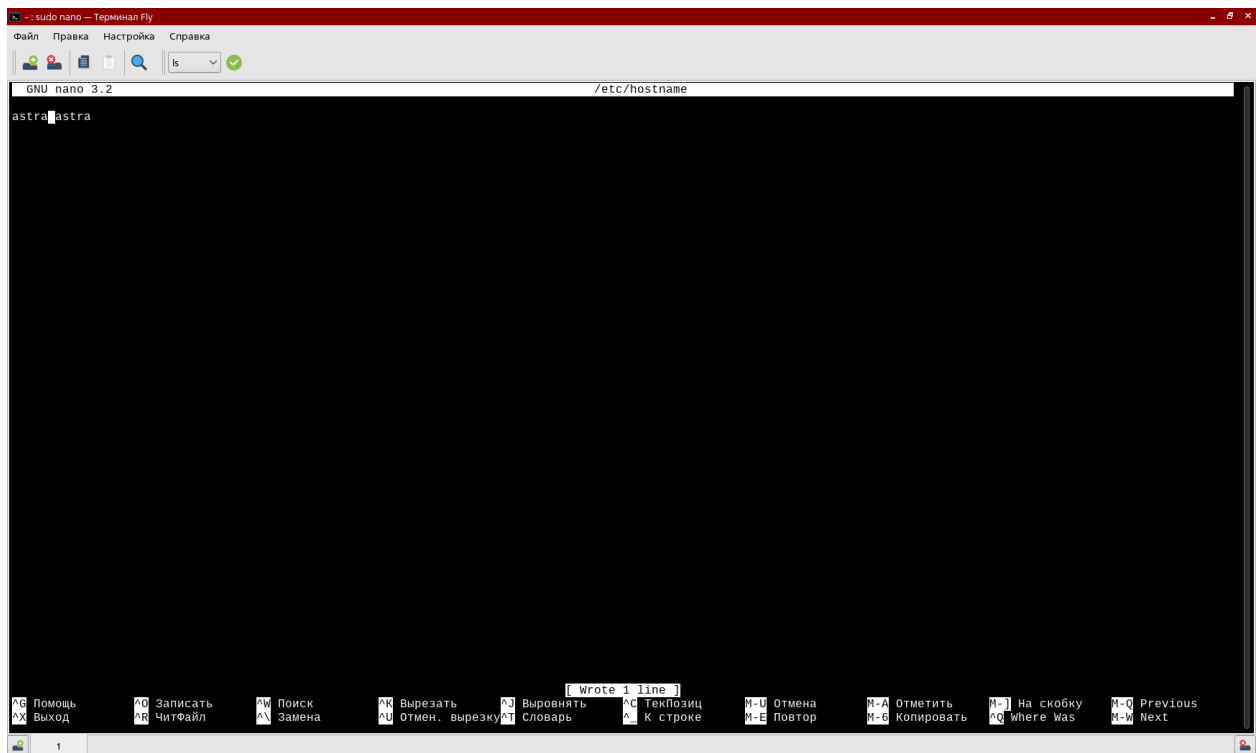 - : sudo nano — Терминал Fly
Файл Правка Настройка Справка
ls
GNU nano 3.2 /etc/hostname
astra astra
[ Wrote 1 line ]
^G Помощь ^O Записать ^W Поиск ^K Вырезать ^J Выровнять ^C ТекПозиц M-U Отмена M-A Отметить M-] На скобку M-Q Previous
^X Выход ^R ЧитФайл ^\ Замена ^U Отмен. вырезку ^T Словарь ^_ К строке M-E Повтор M-6 Копировать ^Q Where Was M-W Next
1